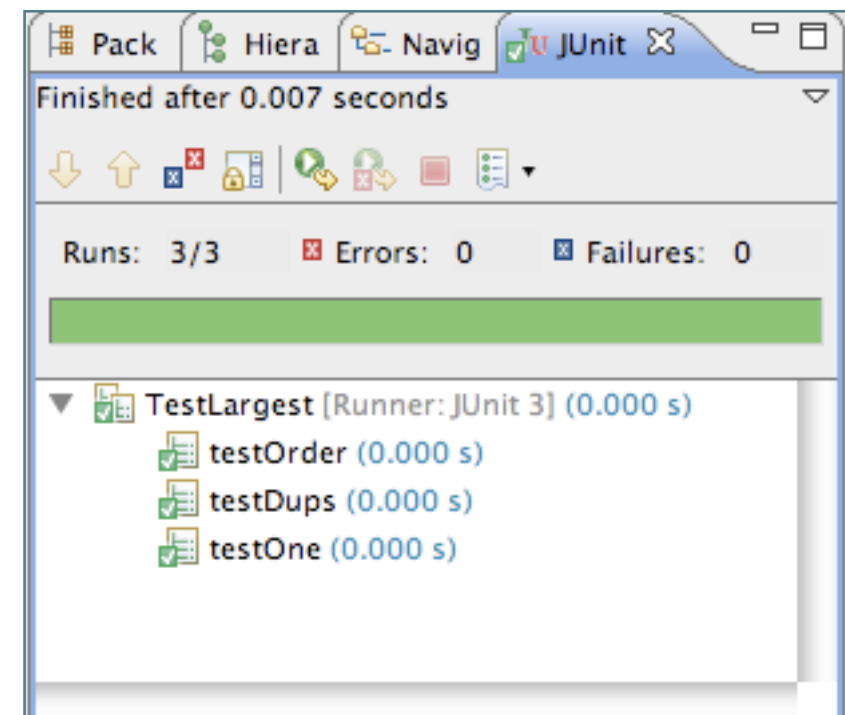 Pack Hiera Navig JUnit
Finished after 0.007 seconds
Runs: 3/3 Errors: 0 Failures: 0
TestLargest [Runner: JUnit 3] (0.000 s)
testOrder (0.000 s)
testDups (0.000 s)
testOne (0.000 s)